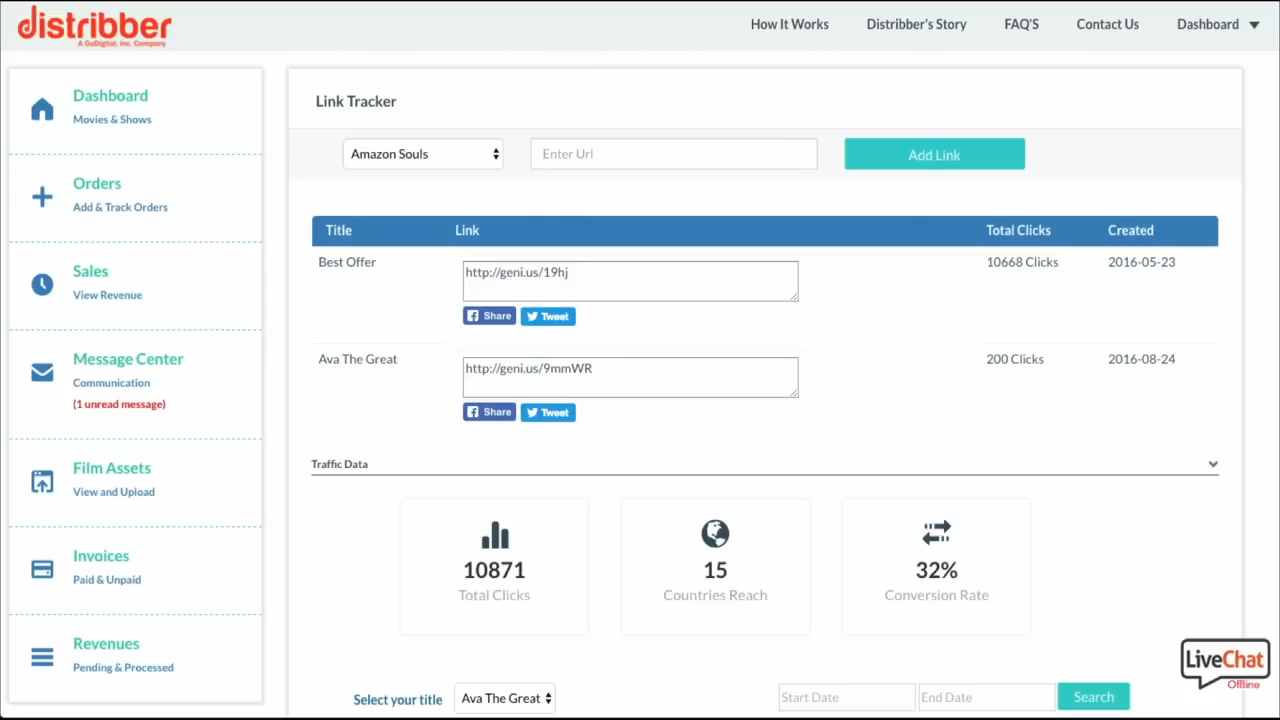 distribber
A GoDigital, Inc. Company
How It Works
Distribber's Story
FAQ'S
Contact Us
Dashboard
Dashboard
Movies & Shows
Orders
Add & Track Orders
Sales
View Revenue
Message Center
Communication
(1 unread message)
Film Assets
View and Upload
Invoices
Paid & Unpaid
Revenues
Pending & Processed
Link Tracker
Amazon Souls
Enter Url
Add Link
Title Link Total Clicks Created
Best Offer http://geni.us/19hj 10668 Clicks 2016-05-23
Share Tweet
Ava The Great http://geni.us/9mmWR 200 Clicks 2016-08-24
Share Tweet
Traffic Data
10871 15 32%
Total Clicks Countries Reach Conversion Rate
Select your title Ava The Great Start Date End Date Search
LiveChat
Offline